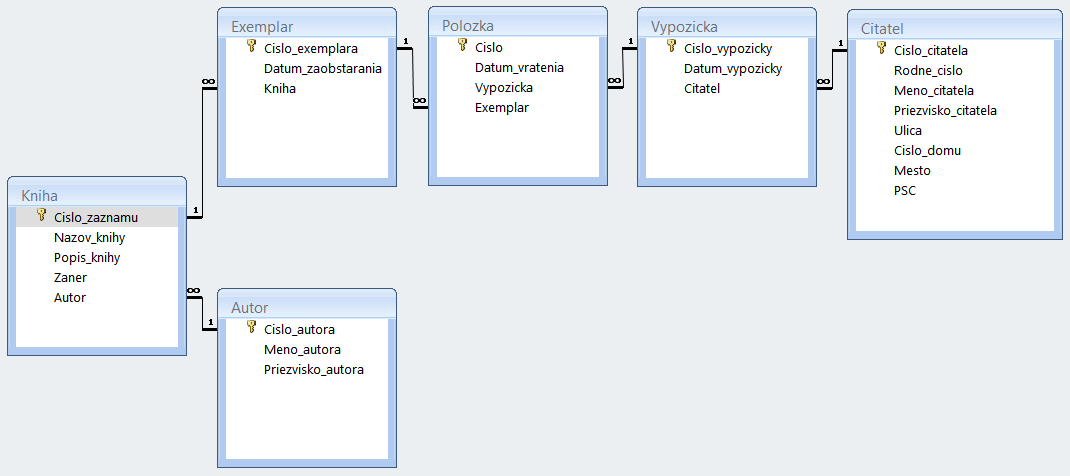 Exemplar
Cislo_exemplara
Datum_zaobstarania
Kniha
1
∞
Polozka
Cislo
Datum_vratenia
Vypozicka
Exemplar
∞
∞
Vypozicka
Cislo_vypozicky
Datum_vypozicky
Citatel
1
∞
Citatel
Cislo_citatela
Rodne_cislo
Meno_citatela
Priezvisko_citatela
Ulica
Cislo_domu
Mesto
PSC
1
Kniha
Cislo_zaznamu
Nazov_knihy
Popis_knihy
Zaner
Autor
1
∞
Autor
Cislo_autora
Meno_autora
Priezvisko_autora
1